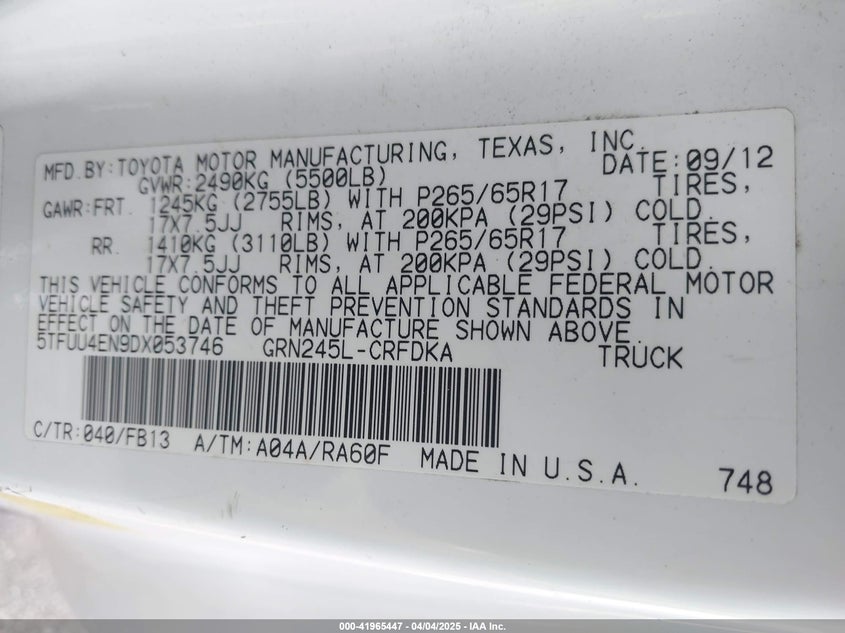 MFD.BY:TOYOTA MOTOR MANUFACTURING, TEXAS, INC.
DATE:09/12
GVWR:2490KG (5500LB)
GAWR:FRT. 1245KG (2755LB) WITH P265/65R17 TIRES,
17X7.5JJ RIMS, AT 200KPA (29PSI) COLD.
RR. 1410KG (3110LB) WITH P265/65R17 TIRES,
17X7.5JJ RIMS, AT 200KPA (29PSI) COLD.
THIS VEHICLE CONFORMS TO ALL APPLICABLE FEDERAL MOTOR
VEHICLE SAFETY AND THEFT PREVENTION STANDARDS IN
EFFECT ON THE DATE OF MANUFACTURE SHOWN ABOVE.
5TFUU4EN9DX053746 GRN245L-CRFDKA TRUCK
C/TR:040/FB13 A/TM:A04A/RA60F MADE IN U.S.A.
748
000-41965447 - 04/04/2025 - IAA Inc.